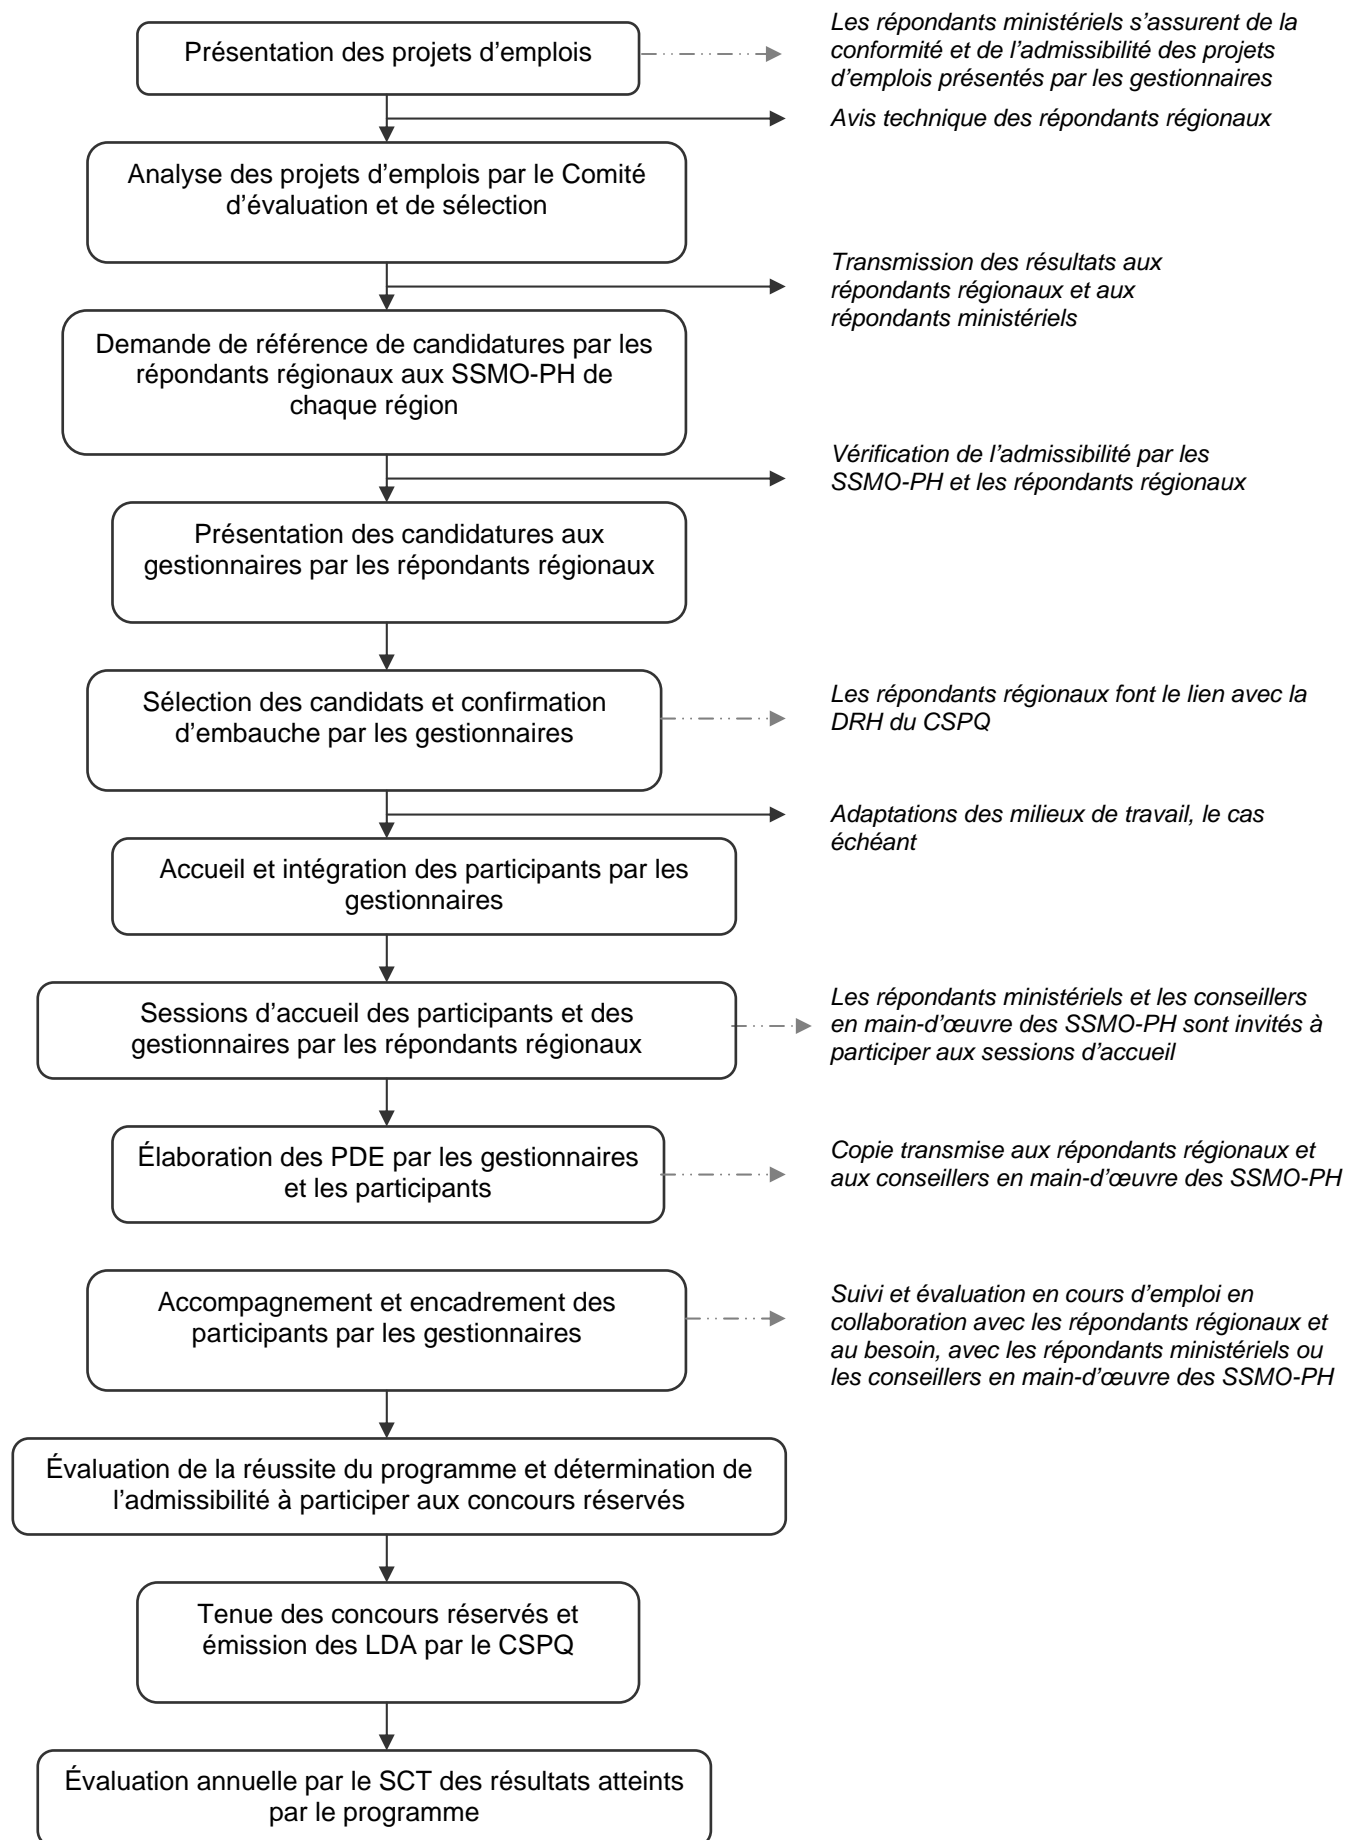 Présentation des projets d'emplois
Les répondants ministériels s'assurent de la
conformité et de l'admissibilité des projets
d'emplois présentés par les gestionnaires
Avis technique des répondants régionaux
Analyse des projets d'emplois par le Comité
d'évaluation et de sélection
Transmission des résultats aux
répondants régionaux et aux
répondants ministériels
Demande de référence de candidatures par les
répondants régionaux aux SSMO-PH de
chaque région
Vérification de l'admissibilité par les
SSMO-PH et les répondants régionaux
Présentation des candidatures aux
gestionnaires par les répondants régionaux
Sélection des candidats et confirmation
d'embauche par les gestionnaires
Les répondants régionaux font le lien avec la
DRH du CSPQ
Adaptations des milieux de travail, le cas
échéant
Accueil et intégration des participants par les
gestionnaires
Sessions d'accueil des participants et des
gestionnaires par les répondants régionaux
Les répondants ministériels et les conseillers
en main-d'œuvre des SSMO-PH sont invités à
participer aux sessions d'accueil
Élaboration des PDE par les gestionnaires
et les participants
Copie transmise aux répondants régionaux et
aux conseillers en main-d'œuvre des SSMO-PH
Accompagnement et encadrement des
participants par les gestionnaires
Suivi et évaluation en cours d'emploi en
collaboration avec les répondants régionaux et
au besoin, avec les répondants ministériels ou
les conseillers en main-d'œuvre des SSMO-PH
Évaluation de la réussite du programme et détermination de
l'admissibilité à participer aux concours réservés
Tenue des concours réservés et
émission des LDA par le CSPQ
Évaluation annuelle par le SCT des résultats atteints
par le programme